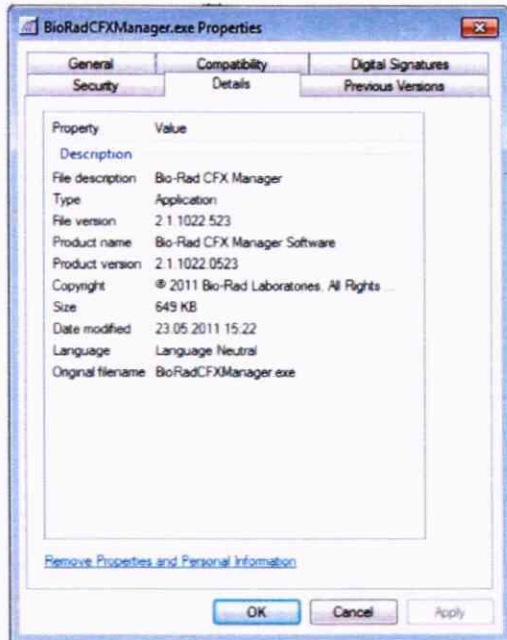 BioRadCFXManager.exe Properties
General Compatibility Digital Signatures
Security Details Previous Versions
Property Value
Description
File description Bio-Rad CFX Manager
Type Application
File version 2.1.1022.523
Product name Bio-Rad CFX Manager Software
Product version 2.1.1022.0523
Copyright © 2011 Bio-Rad Laboratories. All Rights ...
Size 649 KB
Date modified 23.05.2011 15:22
Language Language Neutral
Original filename BioRadCFXManager.exe
Remove Properties and Personal Information
OK Cancel Apply